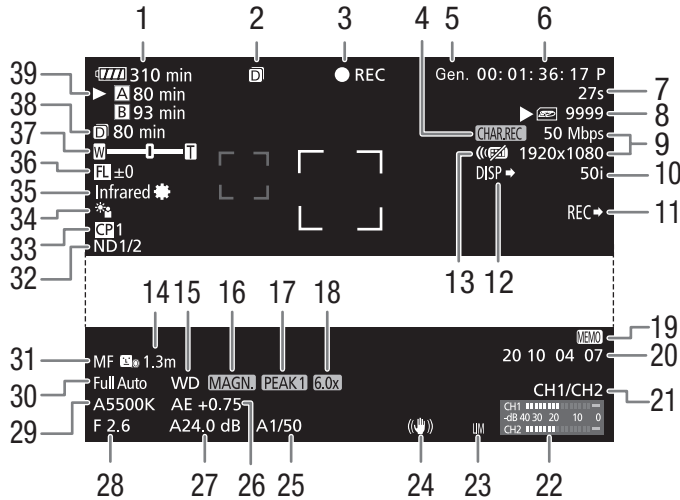 1 2 3 4 5 6
39 310 min D REC Gen. 00: 01: 36: 17 P
A 80 min 27s 7
38 B 93 min 9999 8
37 D 80 min CHAR.REC 50 Mbps 9
W T 1920x1080
36 FL ±0 DISP 50i 10
35 Infrared
34 REC 11
33 CP 1
32 ND1/2 13 12
14 15 16 17 18
MEMO 19
31 MF 1.3m 20 10 04 07 20
30 Full Auto WD MAGN. PEAK1 6.0x
29 A5500K AE +0.75 CH1/CH2 21
CH1
F 2.6 A24.0 dB A1/50 LIM -dB 40 30 20 10 0
CH2
28 27 26 25 24 23 22